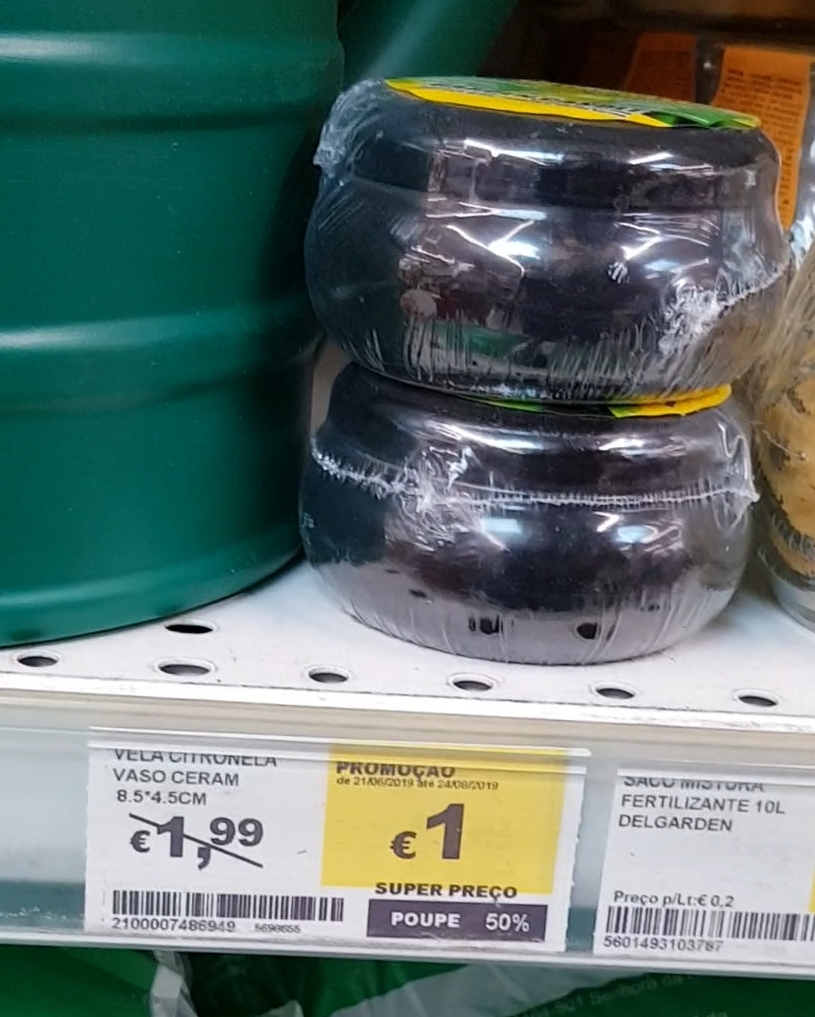 VELA CITRONELA
VASO CERAM
8.5*4.5CM
€1,99
2100007486949 5698655
PROMOÇÃO
de 21/06/2019 até 24/08/2019
€1
SUPER PREÇO
POUPE 50%
SACO MISTURA
FERTILIZANTE 10L
DELGARDEN
Preço p/Lt:€ 0,2
5601493103787